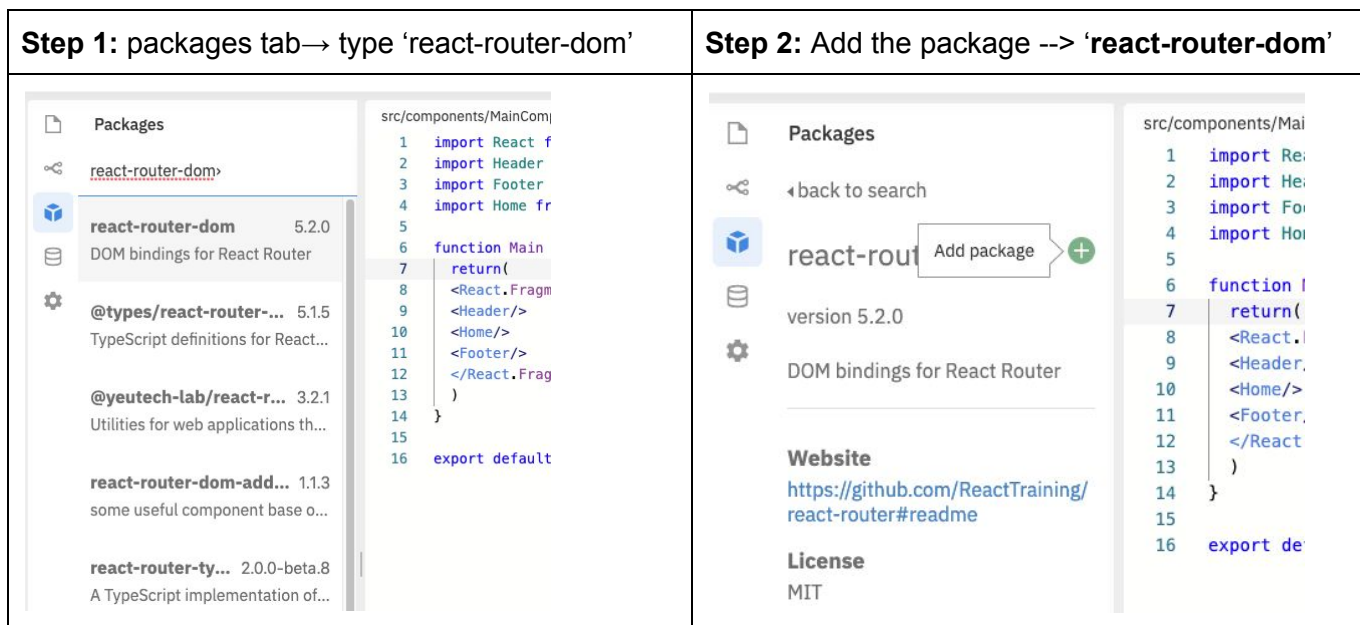 Step 1: packages tab→ type ‘react-router-dom’
Packages
react-router-dom›
react-router-dom 5.2.0
DOM bindings for React Router
@types/react-router-... 5.1.5
TypeScript definitions for React...
@yeutech-lab/react-r... 3.2.1
Utilities for web applications th...
react-router-dom-add... 1.1.3
some useful component base o...
react-router-ty... 2.0.0-beta.8
A TypeScript implementation of...
src/components/MainComp
1 import React f
2 import Header
3 import Footer
4 import Home fr
5
6 function Main
7 return(
8 <React.Fragm
9 <Header/>
10 <Home/>
11 <Footer/>
12 </React.Frag
13 )
14 }
15
16 export default
Step 2: Add the package --> ‘react-router-dom’
Packages
back to search
react-rout Add package +
version 5.2.0
DOM bindings for React Router
Website
https://github.com/ReactTraining/
react-router#readme
License
MIT
src/components/Mai
1 import Rea
2 import Hea
3 import Foo
4 import Hom
5
6 function M
7 return(
8 <React.
9 <Header/
10 <Home/>
11 <Footer/
12 </React
13 )
14 }
15
16 export de